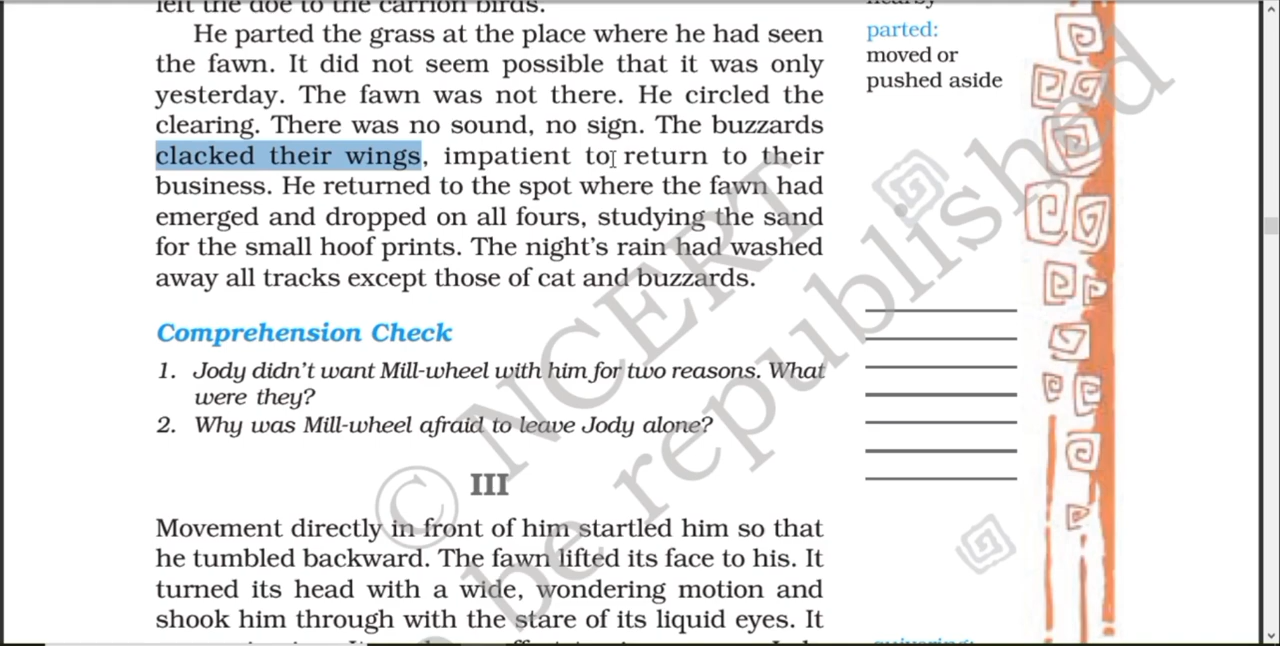 left the doe to the carrion birds.
He parted the grass at the place where he had seen
the fawn. It did not seem possible that it was only
yesterday. The fawn was not there. He circled the
clearing. There was no sound, no sign. The buzzards
clacked their wings, impatient to return to their
business. He returned to the spot where the fawn had
emerged and dropped on all fours, studying the sand
for the small hoof prints. The night's rain had washed
away all tracks except those of cat and buzzards.
Comprehension Check
1. Jody didn't want Mill-wheel with him for two reasons. What
were they?
2. Why was Mill-wheel afraid to leave Jody alone?
III
Movement directly in front of him startled him so that
he tumbled backward. The fawn lifted its face to his. It
turned its head with a wide, wondering motion and
shook him through with the stare of its liquid eyes. It
nearby
parted:
moved or
pushed aside
quivering:
© NCERT
be republished